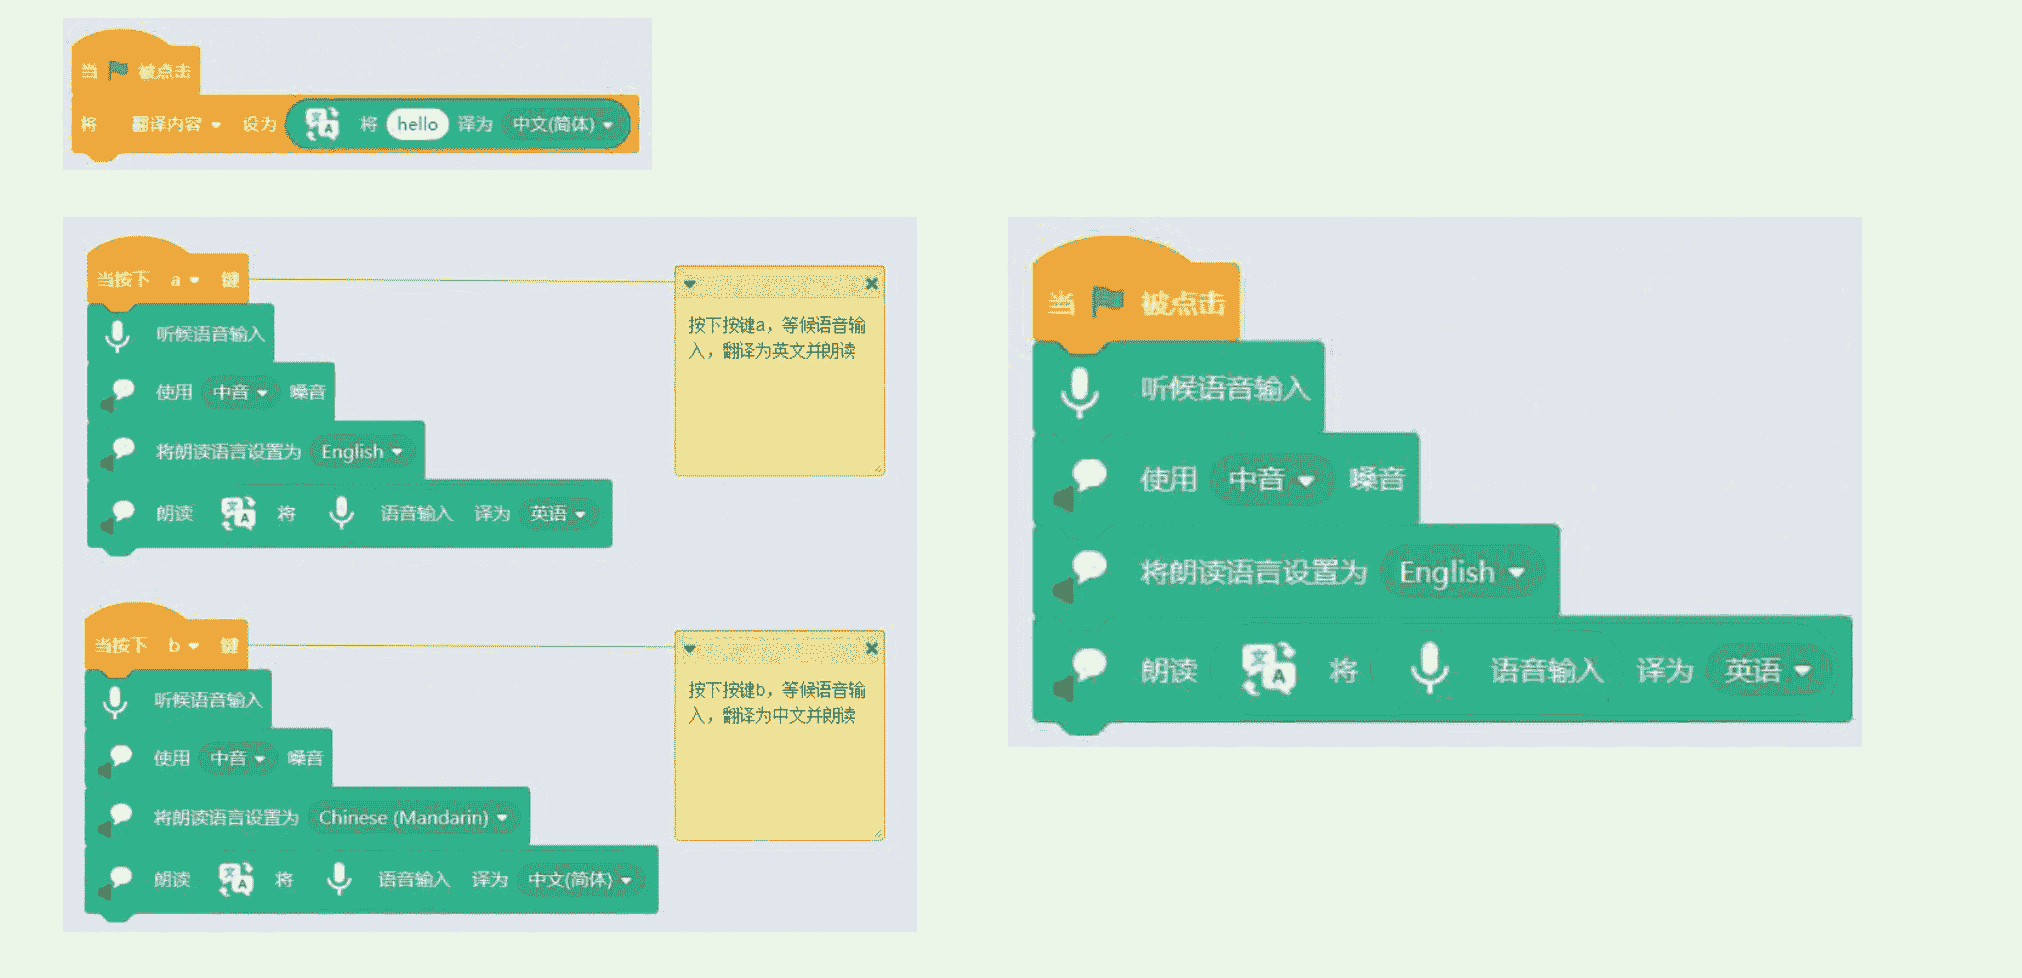 当 被点击
将 翻译内容 设为 将 hello 译为 中文(简体)
当按下 a 键
听候语音输入
使用 中音 嗓音
将朗读语言设置为 English
朗读 将 语音输入 译为 英语
按下按键a，等候语音输
入，翻译为英文并朗读
当按下 b 键
听候语音输入
使用 中音 嗓音
将朗读语言设置为 Chinese (Mandarin)
朗读 将 语音输入 译为 中文(简体)
按下按键b，等候语音输
入，翻译为中文并朗读
当 被点击
听候语音输入
使用 中音 嗓音
将朗读语言设置为 English
朗读 将 语音输入 译为 英语